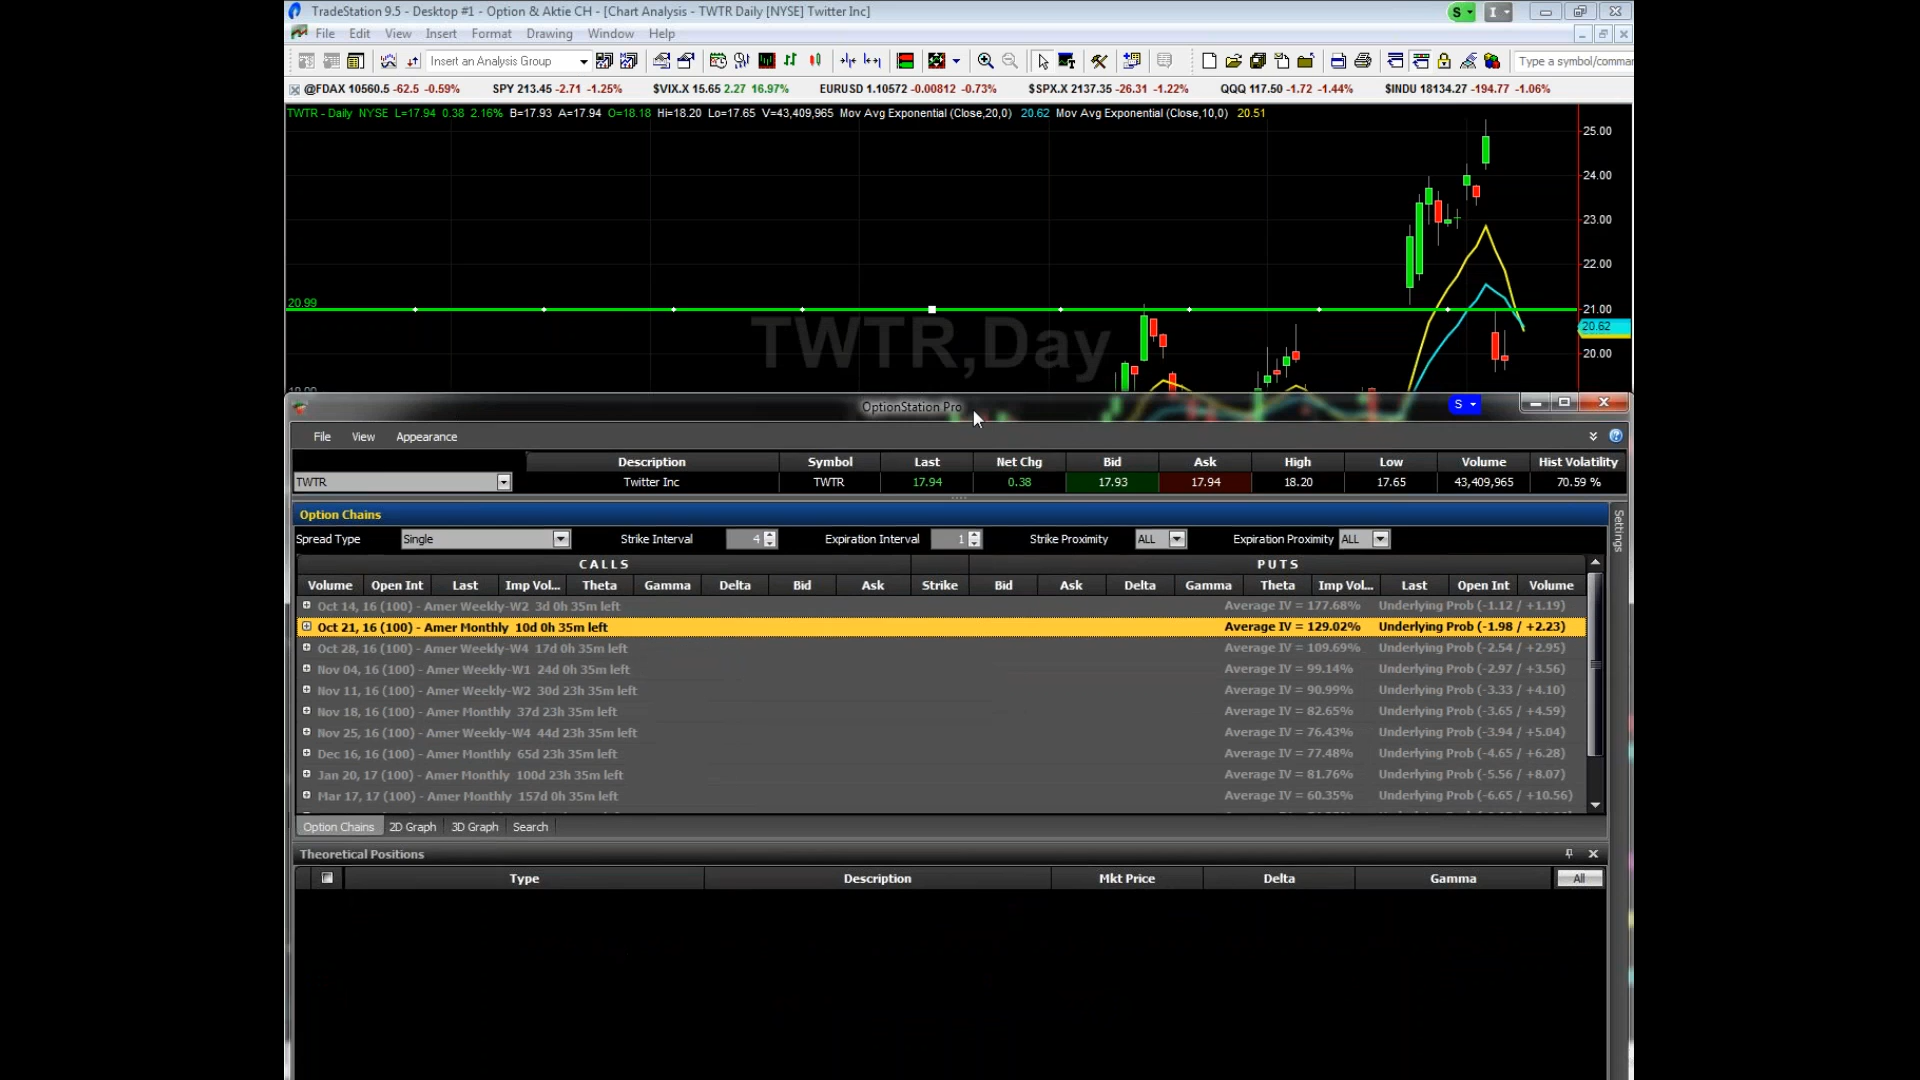 TradeStation 9.5 - Desktop #1 - Option & Aktie CH - [Chart Analysis - TWTR Daily [NYSE] Twitter Inc]
S I
File Edit View Insert Format Drawing Window Help
Insert an Analysis Group Type a symbol/comma
@FDAX 10560.5 -62.5 -0.59% SPY 213.45 -2.71 -1.25% $VIX.X 15.65 2.27 16.97% EURUSD 1.10572 -0.00812 -0.73% $SPX.X 2137.35 -26.31 -1.22% QQQ 117.50 -1.72 -1.44% $INDU 18134.27 -194.77 -1.06%
TWTR - Daily NYSE L=17.94 0.38 2.16% B=17.93 A=17.94 O=18.18 Hi=18.20 Lo=17.65 V=43,409,965 Mov Avg Exponential (Close,20,0) 20.62 Mov Avg Exponential (Close,10,0) 20.51
25.00
24.00
23.00
22.00
20.99 21.00
20.62
TWTR,Day
20.00
OptionStation Pro S
File View Appearance
Description Symbol Last Net Chg Bid Ask High Low Volume Hist Volatility
TWTR Twitter Inc TWTR 17.94 0.38 17.93 17.94 18.20 17.65 43,409,965 70.59 %
Option Chains
Settings
Spread Type Single Strike Interval 4 Expiration Interval 1 Strike Proximity ALL Expiration Proximity ALL
CALLS PUTS
Volume Open Int Last Imp Vol... Theta Gamma Delta Bid Ask Strike Bid Ask Delta Gamma Theta Imp Vol... Last Open Int Volume
Oct 14, 16 (100) - Amer Weekly-W2 3d 0h 35m left Average IV = 177.68% Underlying Prob (-1.12 / +1.19)
Oct 21, 16 (100) - Amer Monthly 10d 0h 35m left Average IV = 129.02% Underlying Prob (-1.98 / +2.23)
Oct 28, 16 (100) - Amer Weekly-W4 17d 0h 35m left Average IV = 109.69% Underlying Prob (-2.54 / +2.95)
Nov 04, 16 (100) - Amer Weekly-W1 24d 0h 35m left Average IV = 99.14% Underlying Prob (-2.97 / +3.56)
Nov 11, 16 (100) - Amer Weekly-W2 30d 23h 35m left Average IV = 90.99% Underlying Prob (-3.33 / +4.10)
Nov 18, 16 (100) - Amer Monthly 37d 23h 35m left Average IV = 82.65% Underlying Prob (-3.65 / +4.59)
Nov 25, 16 (100) - Amer Weekly-W4 44d 23h 35m left Average IV = 76.43% Underlying Prob (-3.94 / +5.04)
Dec 16, 16 (100) - Amer Monthly 65d 23h 35m left Average IV = 77.48% Underlying Prob (-4.65 / +6.28)
Jan 20, 17 (100) - Amer Monthly 100d 23h 35m left Average IV = 81.76% Underlying Prob (-5.56 / +8.07)
Mar 17, 17 (100) - Amer Monthly 157d 0h 35m left Average IV = 60.35% Underlying Prob (-6.65 / +10.56)
Option Chains 2D Graph 3D Graph Search
Theoretical Positions
Type Description Mkt Price Delta Gamma All